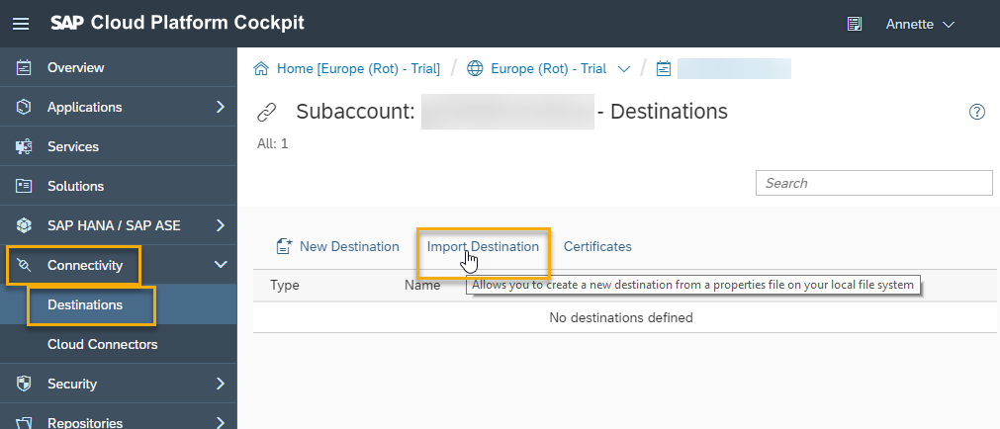 SAP Cloud Platform Cockpit
Annette
Overview
Applications
Services
Solutions
SAP HANA / SAP ASE
Connectivity
Destinations
Cloud Connectors
Security
Repositories
Home [Europe (Rot) - Trial] / Europe (Rot) - Trial /
Subaccount: - Destinations
All: 1
Search
New Destination Import Destination Certificates
Type Name
Allows you to create a new destination from a properties file on your local file system
No destinations defined